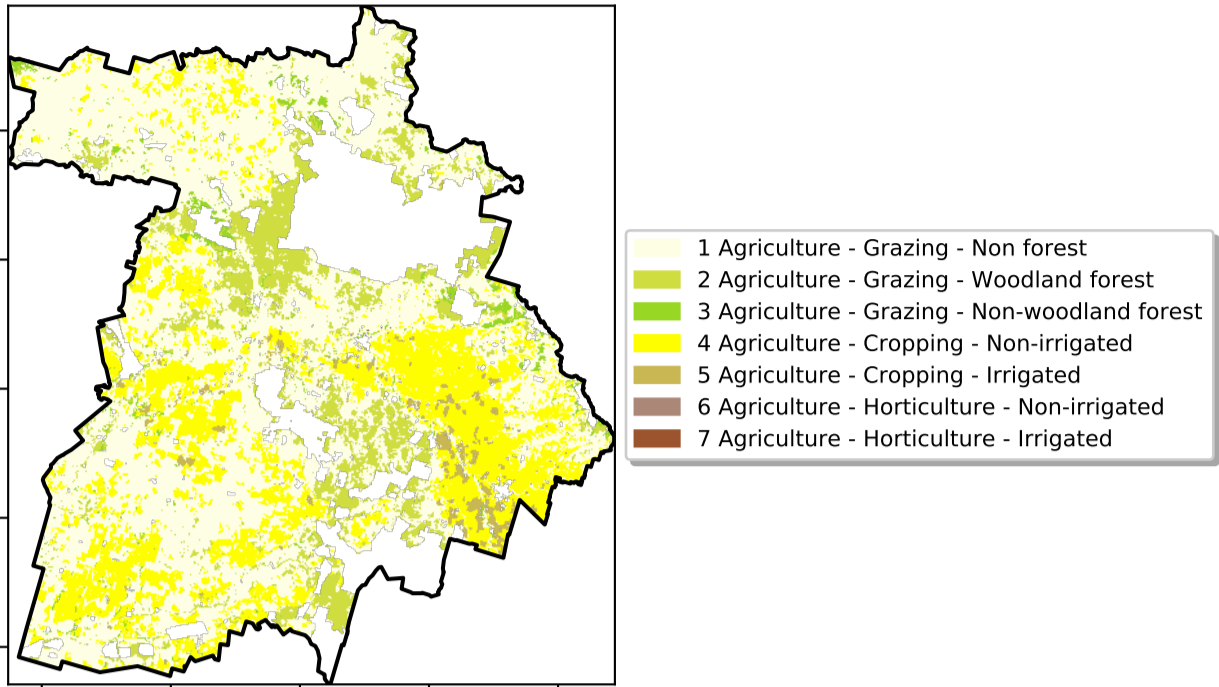 1 Agriculture - Grazing - Non forest
2 Agriculture - Grazing - Woodland forest
3 Agriculture - Grazing - Non-woodland forest
4 Agriculture - Cropping - Non-irrigated
5 Agriculture - Cropping - Irrigated
6 Agriculture - Horticulture - Non-irrigated
7 Agriculture - Horticulture - Irrigated